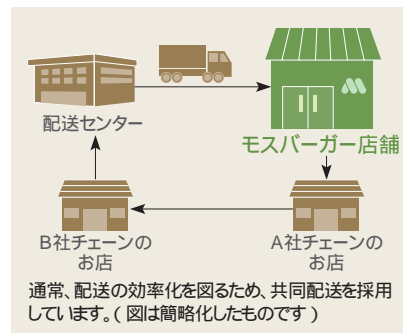 配送センター
モスバーガー店舗
B社チェーンの
お店
A社チェーンの
お店
通常、配送の効率化を図るため、共同配送を採用
しています。(図は簡略化したものです)